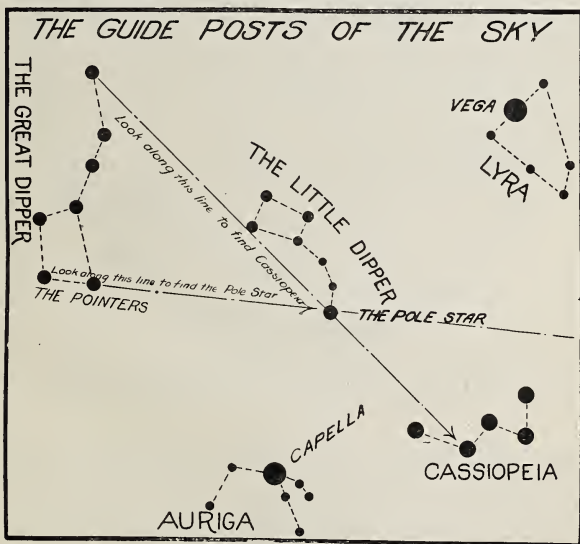 THE GUIDE POSTS OF THE SKY
THE GREAT DIPPER
VEGA
LYRA
Look along this line to find Cassiopeia
THE LITTLE DIPPER
Look along this line to find the Pole Star
THE POINTERS
THE POLE STAR
CAPELLA
CASSIOPEIA
AURIGA